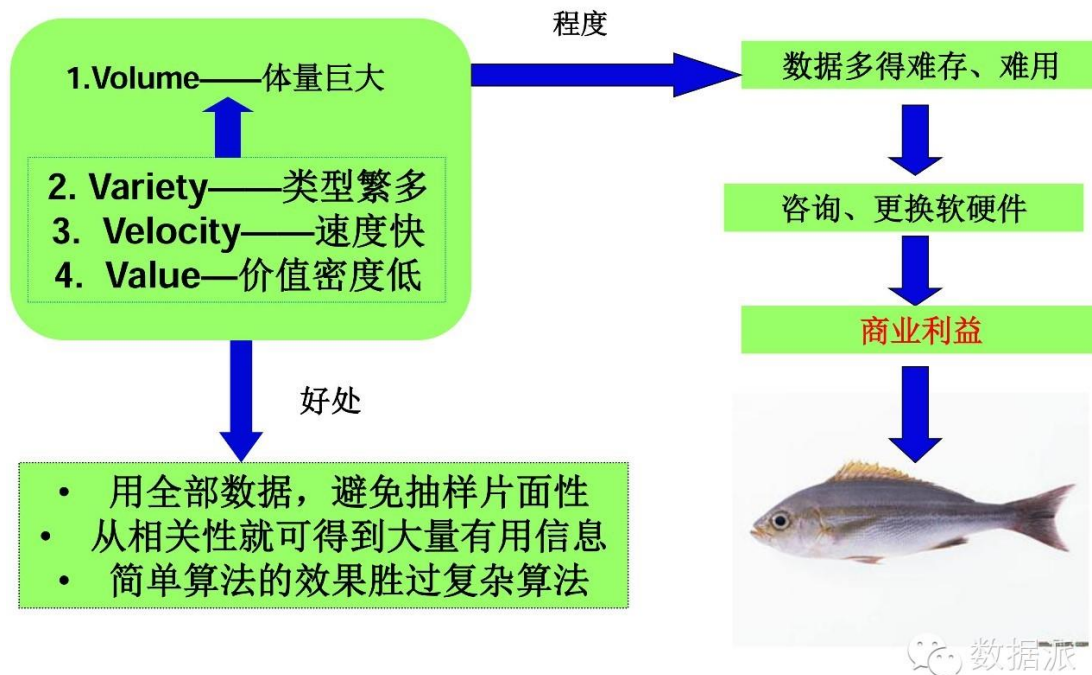 程度
1.Volume——体量巨大
2. Variety——类型繁多
3. Velocity——速度快
4. Value—价值密度低
数据多得难存、难用
咨询、更换软硬件
商业利益
好处
• 用全部数据，避免抽样片面性
• 从相关性就可得到大量有用信息
• 简单算法的效果胜过复杂算法
数据派